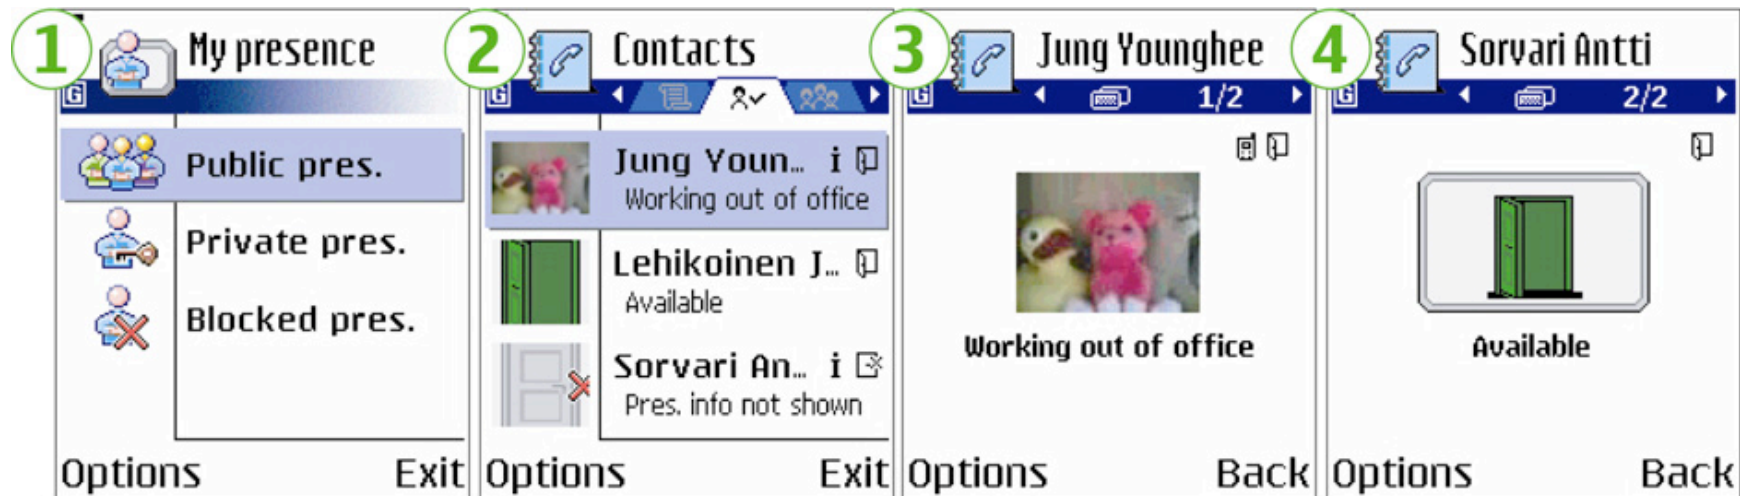 1
My presence
G
Public pres.
Private pres.
Blocked pres.
Options Exit
2
Contacts
G
Jung Youn... i
Working out of office
Lehikoinen J...
Available
Sorvari An... i
Pres. info not shown
Options Exit
3
Jung Younghee
G 1/2
Working out of office
Options Back
4
Sorvari Antti
G 2/2
Available
Options Back